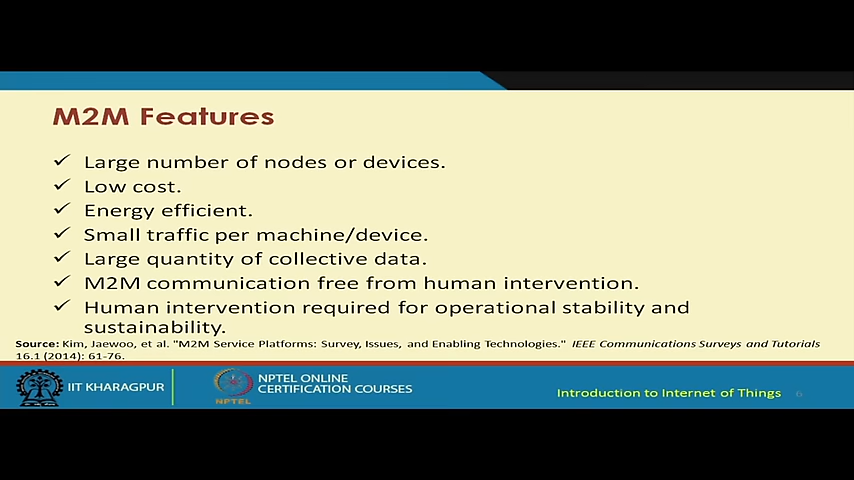 M2M Features
✓ Large number of nodes or devices.
✓ Low cost.
✓ Energy efficient.
✓ Small traffic per machine/device.
✓ Large quantity of collective data.
✓ M2M communication free from human intervention.
✓ Human intervention required for operational stability and
sustainability.
Source: Kim, Jaewoo, et al. "M2M Service Platforms: Survey, Issues, and Enabling Technologies." IEEE Communications Surveys and Tutorials
16.1 (2014): 61-76.
IIT KHARAGPUR
NPTEL
NPTEL ONLINE
CERTIFICATION COURSES
Introduction to Internet of Things 6